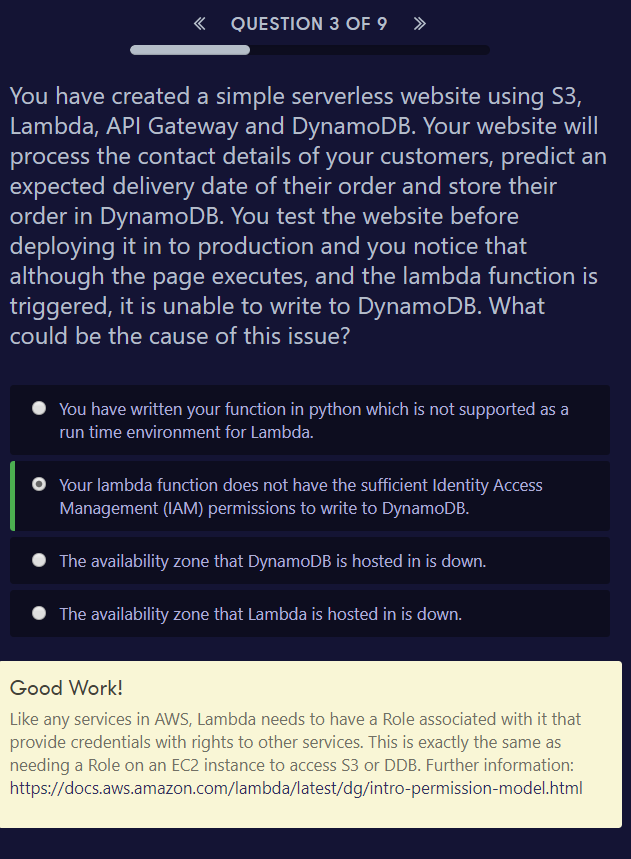 « QUESTION 3 OF 9 »
You have created a simple serverless website using S3,
Lambda, API Gateway and DynamoDB. Your website will
process the contact details of your customers, predict an
expected delivery date of their order and store their
order in DynamoDB. You test the website before
deploying it in to production and you notice that
although the page executes, and the lambda function is
triggered, it is unable to write to DynamoDB. What
could be the cause of this issue?
You have written your function in python which is not supported as a
run time environment for Lambda.
Your lambda function does not have the sufficient Identity Access
Management (IAM) permissions to write to DynamoDB.
The availability zone that DynamoDB is hosted in is down.
The availability zone that Lambda is hosted in is down.
Good Work!
Like any services in AWS, Lambda needs to have a Role associated with it that
provide credentials with rights to other services. This is exactly the same as
needing a Role on an EC2 instance to access S3 or DDB. Further information:
https://docs.aws.amazon.com/lambda/latest/dg/intro-permission-model.html